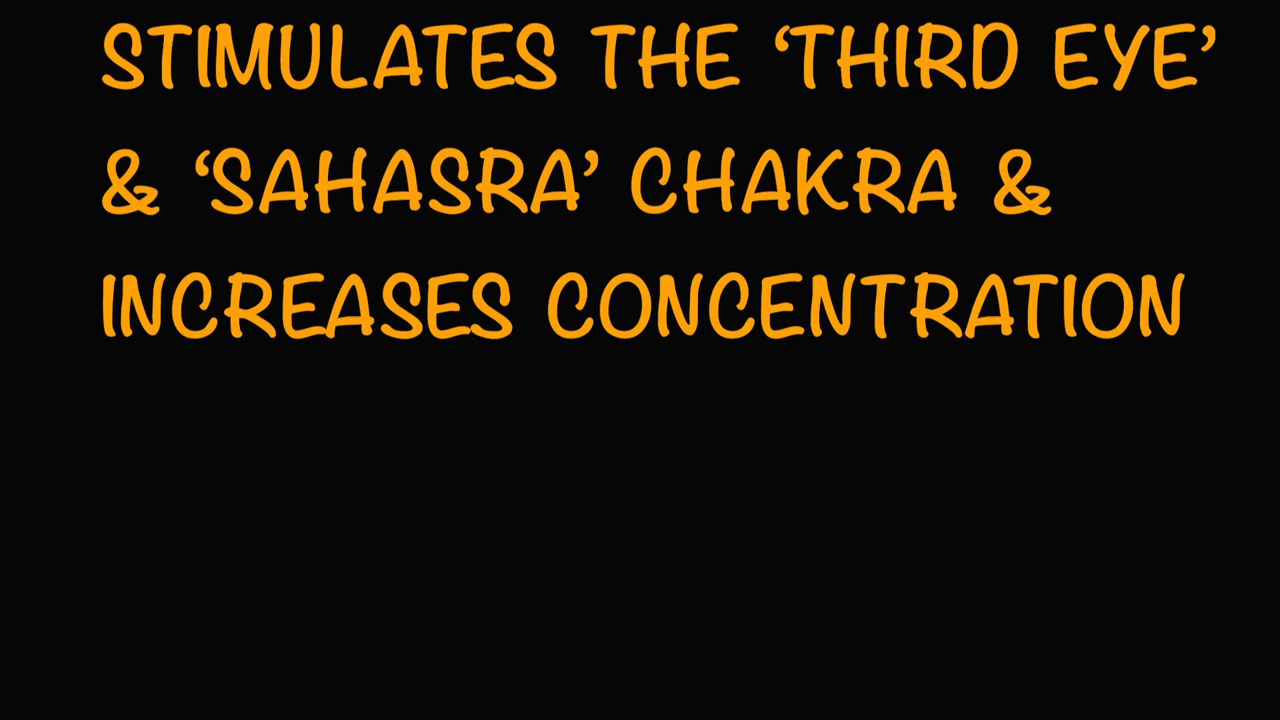 STIMULATES THE ‘THIRD EYE’
& ‘SAHASRA’ CHAKRA &
INCREASES CONCENTRATION